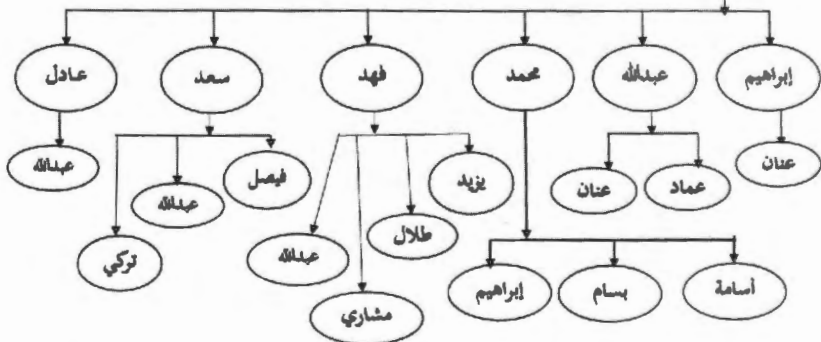 إبراهيم
عبدالله
محمد
فهد
سعد
عادل
عنان
عماد
عنان
يزيد
طلال
عبدالله
مشاري
فيصل
عبدالله
تركي
عبدالله
أسامة
بسام
إبراهيم